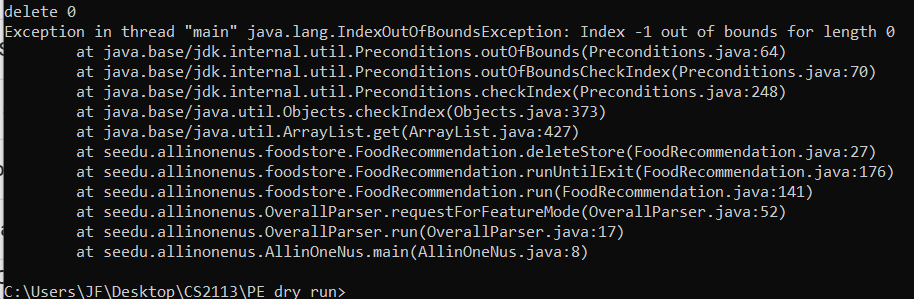 delete 0
Exception in thread "main" java.lang.IndexOutOfBoundsException: Index -1 out of bounds for length 0
at java.base/jdk.internal.util.Preconditions.outOfBounds(Preconditions.java:64)
at java.base/jdk.internal.util.Preconditions.outOfBoundsCheckIndex(Preconditions.java:70)
at java.base/jdk.internal.util.Preconditions.checkIndex(Preconditions.java:248)
at java.base/java.util.Objects.checkIndex(Objects.java:373)
at java.base/java.util.ArrayList.get(ArrayList.java:427)
at seedu.allinonenus.foodstore.FoodRecommendation.deleteStore(FoodRecommendation.java:27)
at seedu.allinonenus.foodstore.FoodRecommendation.runUntilExit(FoodRecommendation.java:176)
at seedu.allinonenus.foodstore.FoodRecommendation.run(FoodRecommendation.java:141)
at seedu.allinonenus.OverallParser.requestForFeatureMode(OverallParser.java:52)
at seedu.allinonenus.OverallParser.run(OverallParser.java:17)
at seedu.allinonenus.AllinOneNus.main(AllinOneNus.java:8)
C:\Users\JF\Desktop\CS2113\PE dry run>